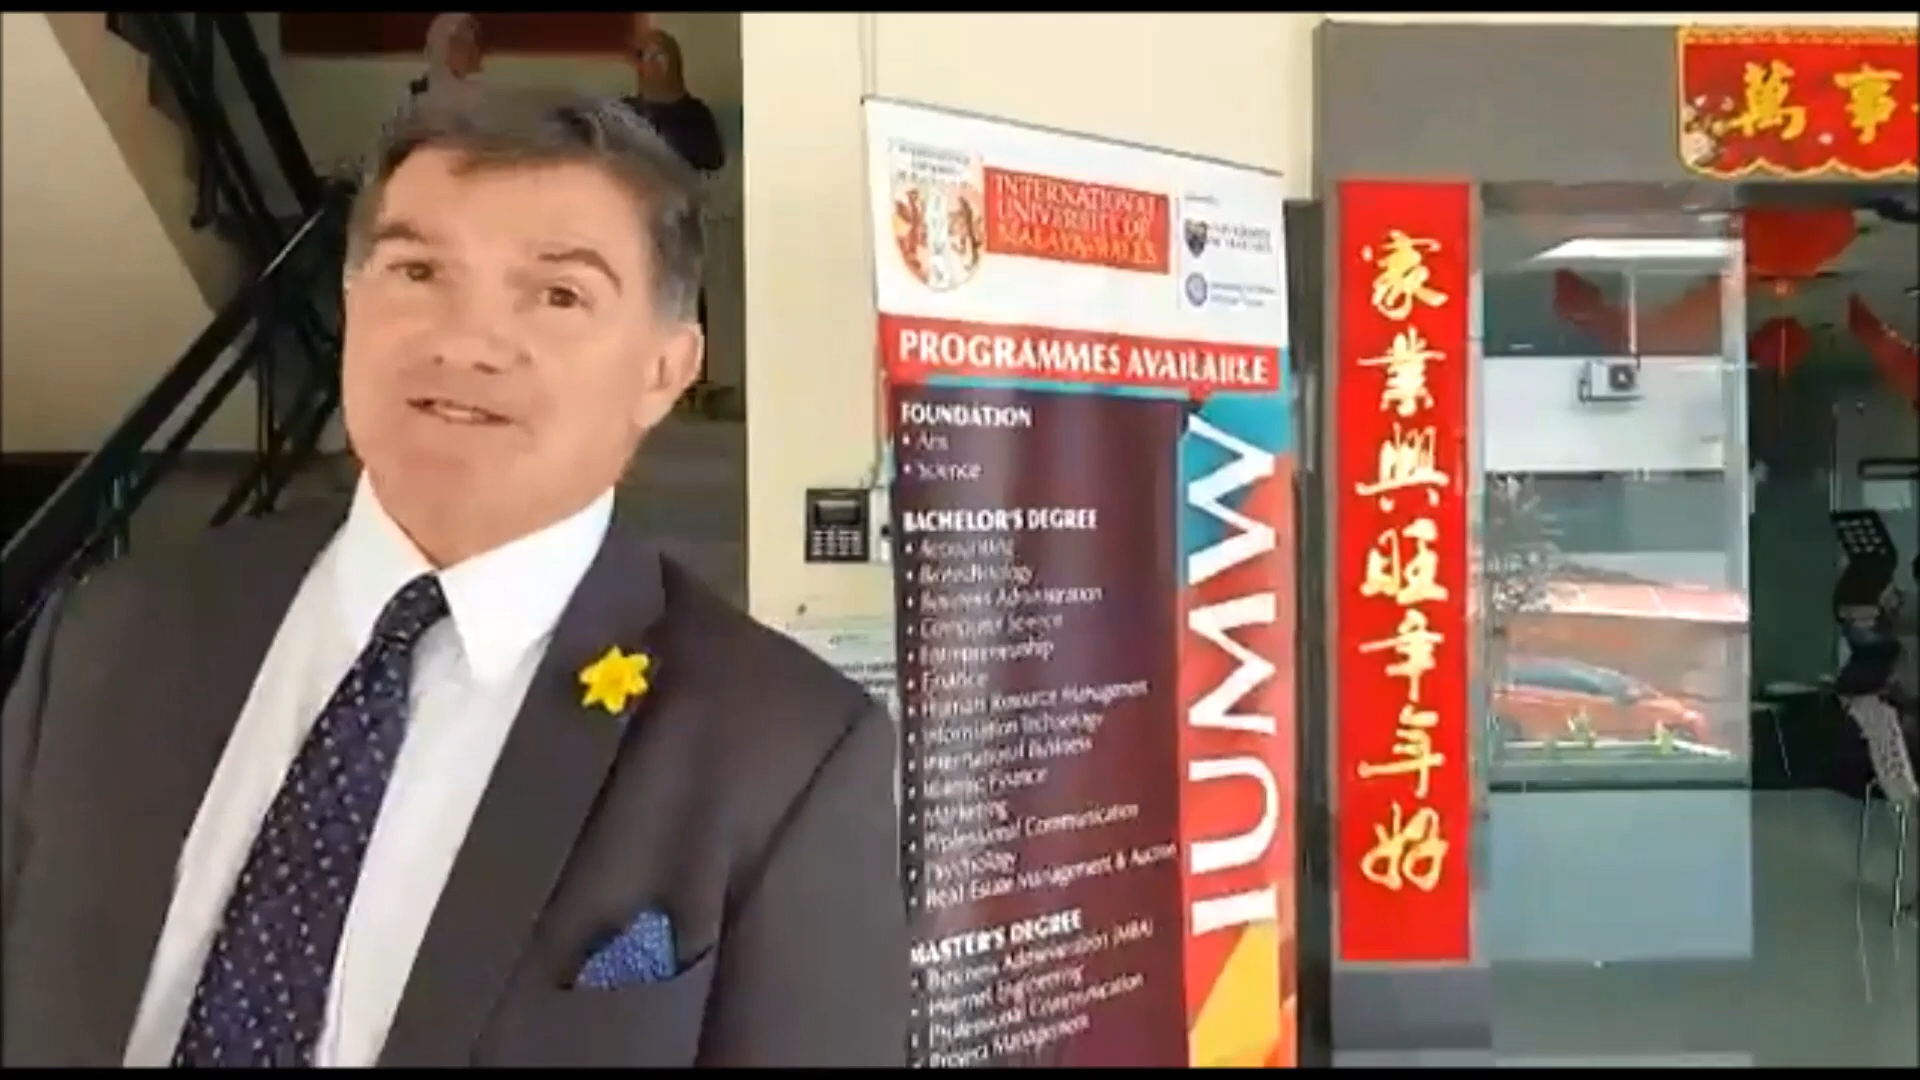 INTERNATIONAL
UNIVERSITY OF
MALAYA-WALES
PROGRAMMES AVAILABLE
FOUNDATION
• Arts
• Science
BACHELOR'S DEGREE
• Accounting
• Biotechnology
• Business Administration
• Computer Science
• Entrepreneurship
• Finance
• Human Resource Management
• Information Technology
• International Business
• Islamic Finance
• Marketing
• Professional Communication
• Psychology
• Real Estate Management & Auction
MASTER'S DEGREE
• Business Administration (MBA)
• Internet Engineering
• Professional Communication
• Project Management
IUMW
家業興旺幸年好
萬事